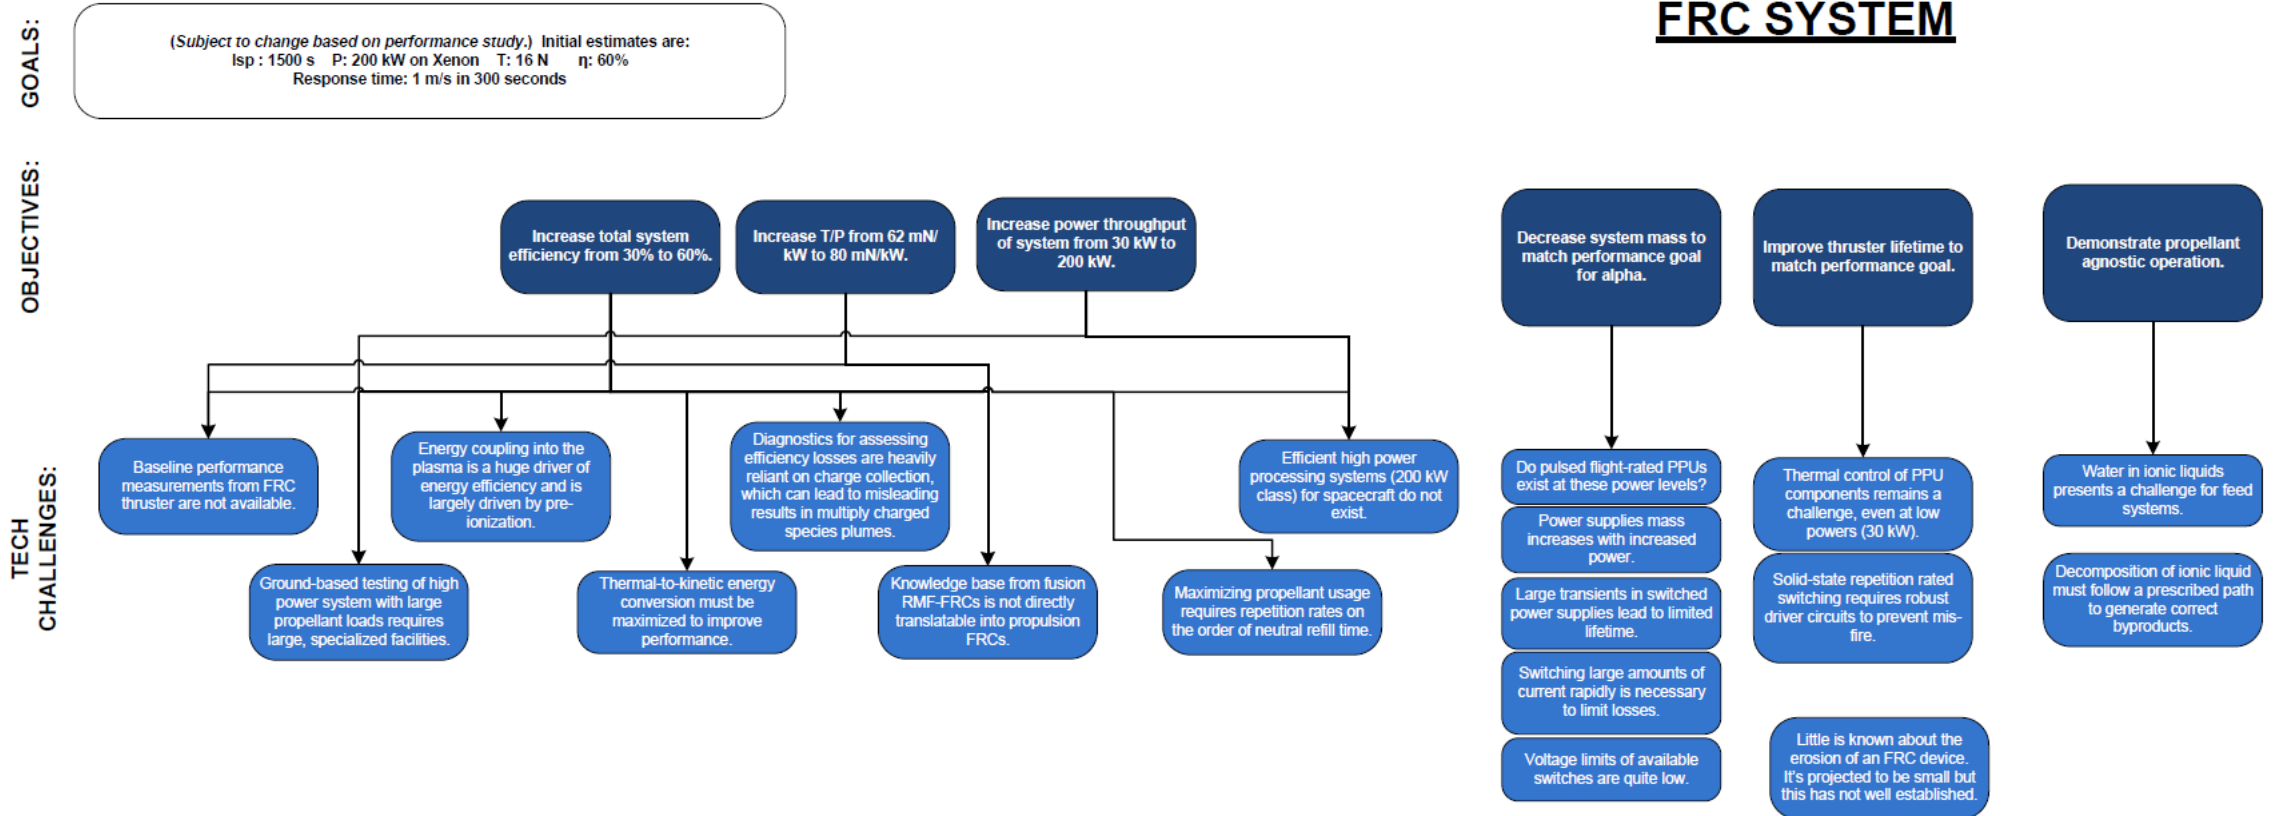 FRC SYSTEM
GOALS:
(Subject to change based on performance study.) Initial estimates are:
Isp : 1500 s P: 200 kW on Xenon T: 16 N η: 60%
Response time: 1 m/s in 300 seconds
OBJECTIVES:
Increase total system
efficiency from 30% to 60%.
Increase T/P from 62 mN/
kW to 80 mN/kW.
Increase power throughput
of system from 30 kW to
200 kW.
Decrease system mass to
match performance goal
for alpha.
Improve thruster lifetime to
match performance goal.
Demonstrate propellant
agnostic operation.
TECH
CHALLENGES:
Baseline performance
measurements from FRC
thruster are not available.
Energy coupling into the
plasma is a huge driver of
energy efficiency and is
largely driven by pre-
ionization.
Diagnostics for assessing
efficiency losses are heavily
reliant on charge collection,
which can lead to misleading
results in multiply charged
species plumes.
Efficient high power
processing systems (200 kW
class) for spacecraft do not
exist.
Ground-based testing of high
power system with large
propellant loads requires
large, specialized facilities.
Thermal-to-kinetic energy
conversion must be
maximized to improve
performance.
Knowledge base from fusion
RMF-FRCs is not directly
translatable into propulsion
FRCs.
Maximizing propellant usage
requires repetition rates on
the order of neutral refill time.
Do pulsed flight-rated PPUs
exist at these power levels?
Power supplies mass
increases with increased
power.
Large transients in switched
power supplies lead to limited
lifetime.
Switching large amounts of
current rapidly is necessary
to limit losses.
Voltage limits of available
switches are quite low.
Thermal control of PPU
components remains a
challenge, even at low
powers (30 kW).
Solid-state repetition rated
switching requires robust
driver circuits to prevent mis-
fire.
Little is known about the
erosion of an FRC device.
It's projected to be small but
this has not well established.
Water in ionic liquids
presents a challenge for feed
systems.
Decomposition of ionic liquid
must follow a prescribed path
to generate correct
byproducts.